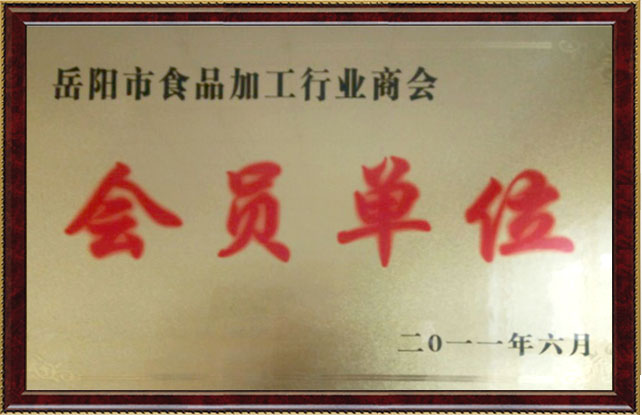 岳阳市食品加工行业商会
会员单位
二0一一年六月